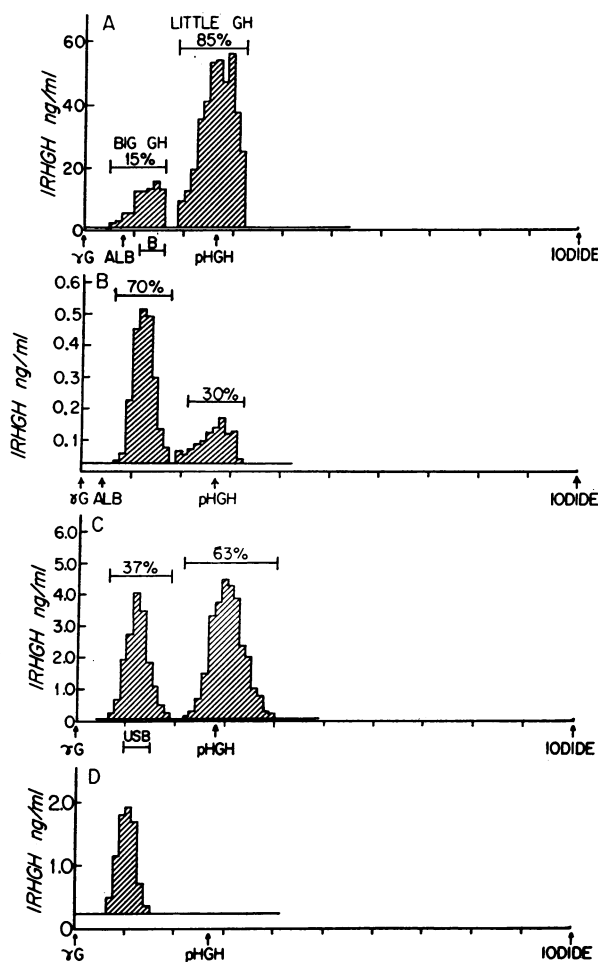 A
LITTLE GH
85%
BIG GH
15%
IRHGH ng/ml
60
40
20
0
γG ALB B pHGH IODIDE
B
70%
30%
IRHGH ng/ml
0.6
0.5
0.4
0.3
0.2
0.1
γG ALB pHGH IODIDE
C
37%
63%
IRHGH ng/ml
6.0
5.0
4.0
3.0
2.0
1.0
0
γG USB pHGH IODIDE
D
IRHGH ng/ml
2.0
1.0
0
γG pHGH IODIDE